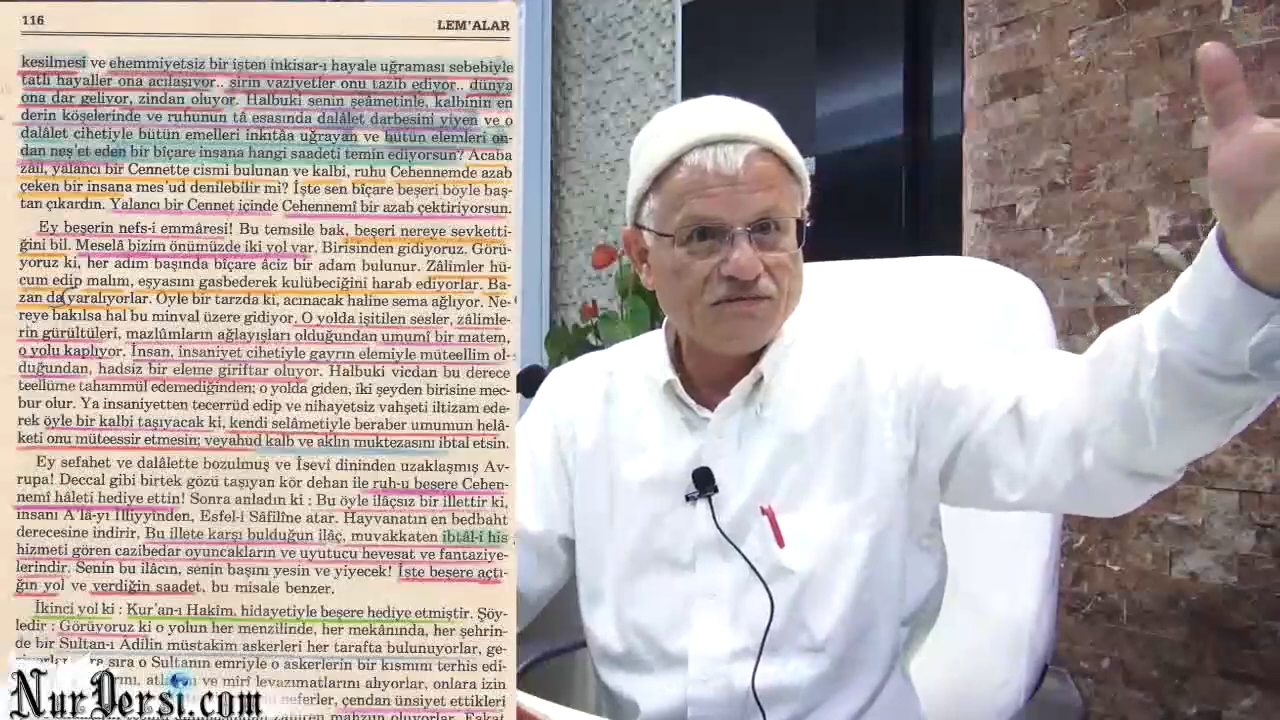 116
LEM'ALAR
kesilmesi ve ehemmiyetsiz bir işten inkisar-ı hayale uğraması sebebiyle
tatlı hayaller ona acılaşıyor.. şirin vaziyetler onu tazib ediyor.. dünya
ona dar geliyor, zindan oluyor. Halbuki senin şeâmetinle, kalbinin en
derin köşelerinde ve ruhunun tâ esasında dalâlet darbesini yiyen ve o
dalâlet cihetiyle bütün emelleri inkıtâa uğrayan ve bütün elemleri on-
dan neş'et eden bir bîçare insana hangi saadeti temin ediyorsun? Acaba
zâil, yalancı bir Cennette cismi bulunan ve kalbi, ruhu Cehennemde azab
çeken bir insana mes'ud denilebilir mi? İşte sen bîçare beşeri böyle baş-
tan çıkardın. Yalancı bir Cennet içinde Cehennemî bir azab çektiriyorsun.
Ey beşerin nefs-i emmâresi! Bu temsile bak, beşeri nereye sevketti-
ğini bil. Meselâ bizim önümüzde iki yol var. Birisinden gidiyoruz. Görü-
yoruz ki, her adım başında bîçare âciz bir adam bulunur. Zâlimler hü-
cum edip malını, eşyasını gasbederek kulübeciğini harab ediyorlar. Ba-
zan da yaralıyorlar. Öyle bir tarzda ki, acınacak haline sema ağlıyor. Ne-
reye bakılsa hal bu minval üzere gidiyor. O yolda işitilen sesler, zâlimle-
rin gürültüleri, mazlûmların ağlayışları olduğundan umumî bir matem,
o yolu kaplıyor. İnsan, insaniyet cihetiyle gayrın elemiyle müteellim ol-
duğundan, hadsiz bir eleme giriftar oluyor. Halbuki vicdan bu derece
teellüme tahammül edemediğinden; o yolda giden, iki şeyden birisine mec-
bur olur. Ya insaniyetten tecerrüd edip ve nihayetsiz vahşeti iltizam ede-
rek öyle bir kalbi taşıyacak ki, kendi selâmetiyle beraber umumun helâ-
keti onu müteessir etmesin; veyahud kalb ve aklın muktezasını ibtal etsin.
Ey sefahet ve dalâlette bozulmuş ve İsevî dininden uzaklaşmış Av-
rupa! Deccal gibi birtek gözü taşıyan kör dehan ile ruh-u beşere Cehen-
nemî hâleti hediye ettin! Sonra anladın ki : Bu öyle ilâçsız bir illettir ki,
insanı A'lâ-yı İlliyyînden, Esfel-i Sâfilîne atar. Hayvanatın en bedbaht
derecesine indirir. Bu illete karşı bulduğun ilâç, muvakkaten ibtâl-i his
hizmeti gören cazibedar oyuncakların ve uyutucu hevesat ve fantaziye-
lerindir. Senin bu ilâcın, senin başını yesin ve yiyecek! İşte beşere açtı-
ğın yol ve verdiğin saadet, bu misale benzer.
İkinci yol ki : Kur'an-ı Hakîm, hidayetiyle beşere hediye etmiştir. Şöy-
ledir : Görüyoruz ki o yolun her menzilinde, her mekânında, her şehrin-
de bir Sultan-ı Âdilin müstakim askerleri her tarafta bulunuyorlar, ge-
sıra o Sultanın emriyle o askerlerin bir kısmını terhis edi-
ve mîrî levazımatlarını alıyorlar, onlara izin
neferler, çendan ünsiyet ettikleri
mahzun oluyorlar. Fakat
NurDersi.com